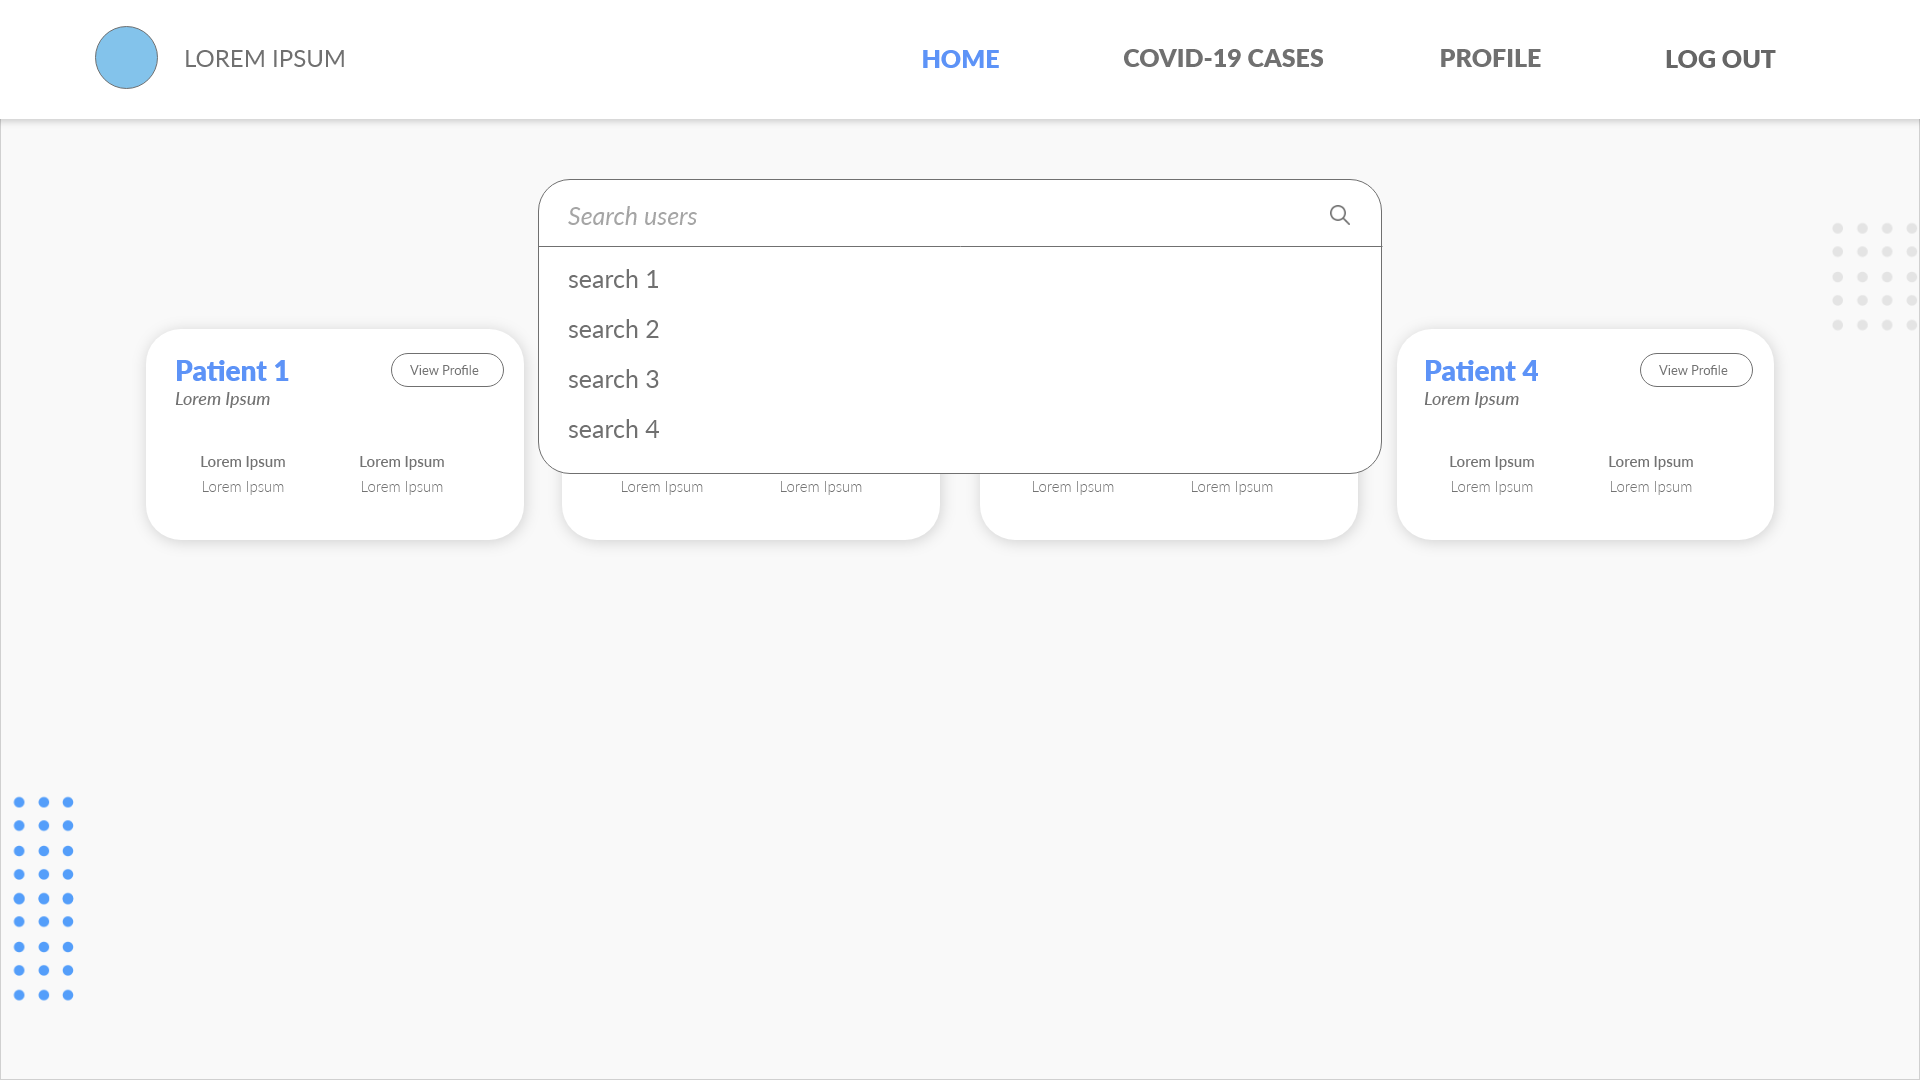 LOREM IPSUM
HOME
COVID-19 CASES
PROFILE
LOG OUT
Search users
search 1
search 2
search 3
search 4
Patient 1
View Profile
Lorem Ipsum
Lorem Ipsum Lorem Ipsum
Lorem Ipsum Lorem Ipsum
Lorem Ipsum Lorem Ipsum
Lorem Ipsum Lorem Ipsum
Patient 4
View Profile
Lorem Ipsum
Lorem Ipsum Lorem Ipsum
Lorem Ipsum Lorem Ipsum